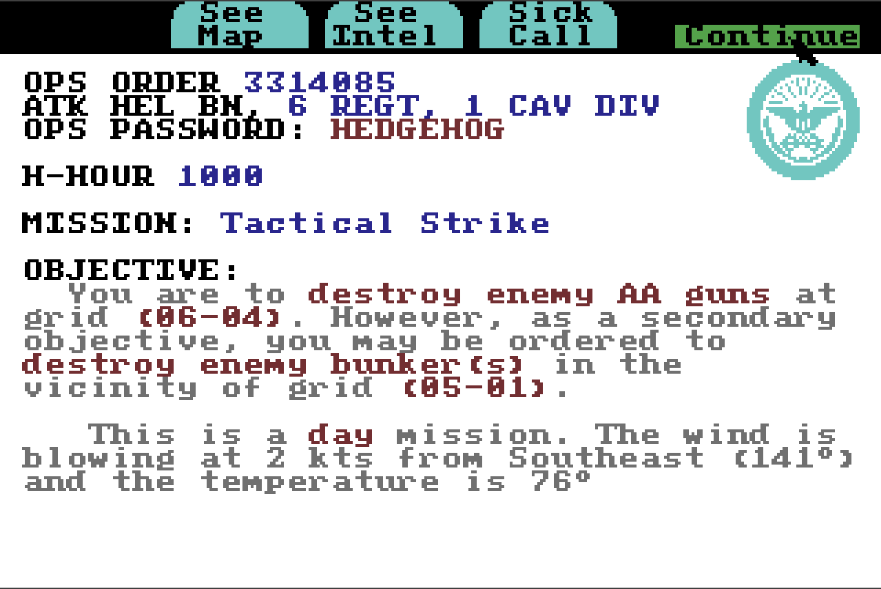 See Map
See Intel
Sick Call
Continue
OPS ORDER 3314085
ATK HEL BN, 6 REGT, 1 CAV DIV
OPS PASSWORD: HEDGEHOG
H-HOUR 1000
MISSION: Tactical Strike
OBJECTIVE:
You are to destroy enemy AA guns at
grid (06-04). However, as a secondary
objective, you may be ordered to
destroy enemy bunker(s) in the
vicinity of grid (05-01).
This is a day mission. The wind is
blowing at 2 kts from Southeast (141°)
and the temperature is 76°